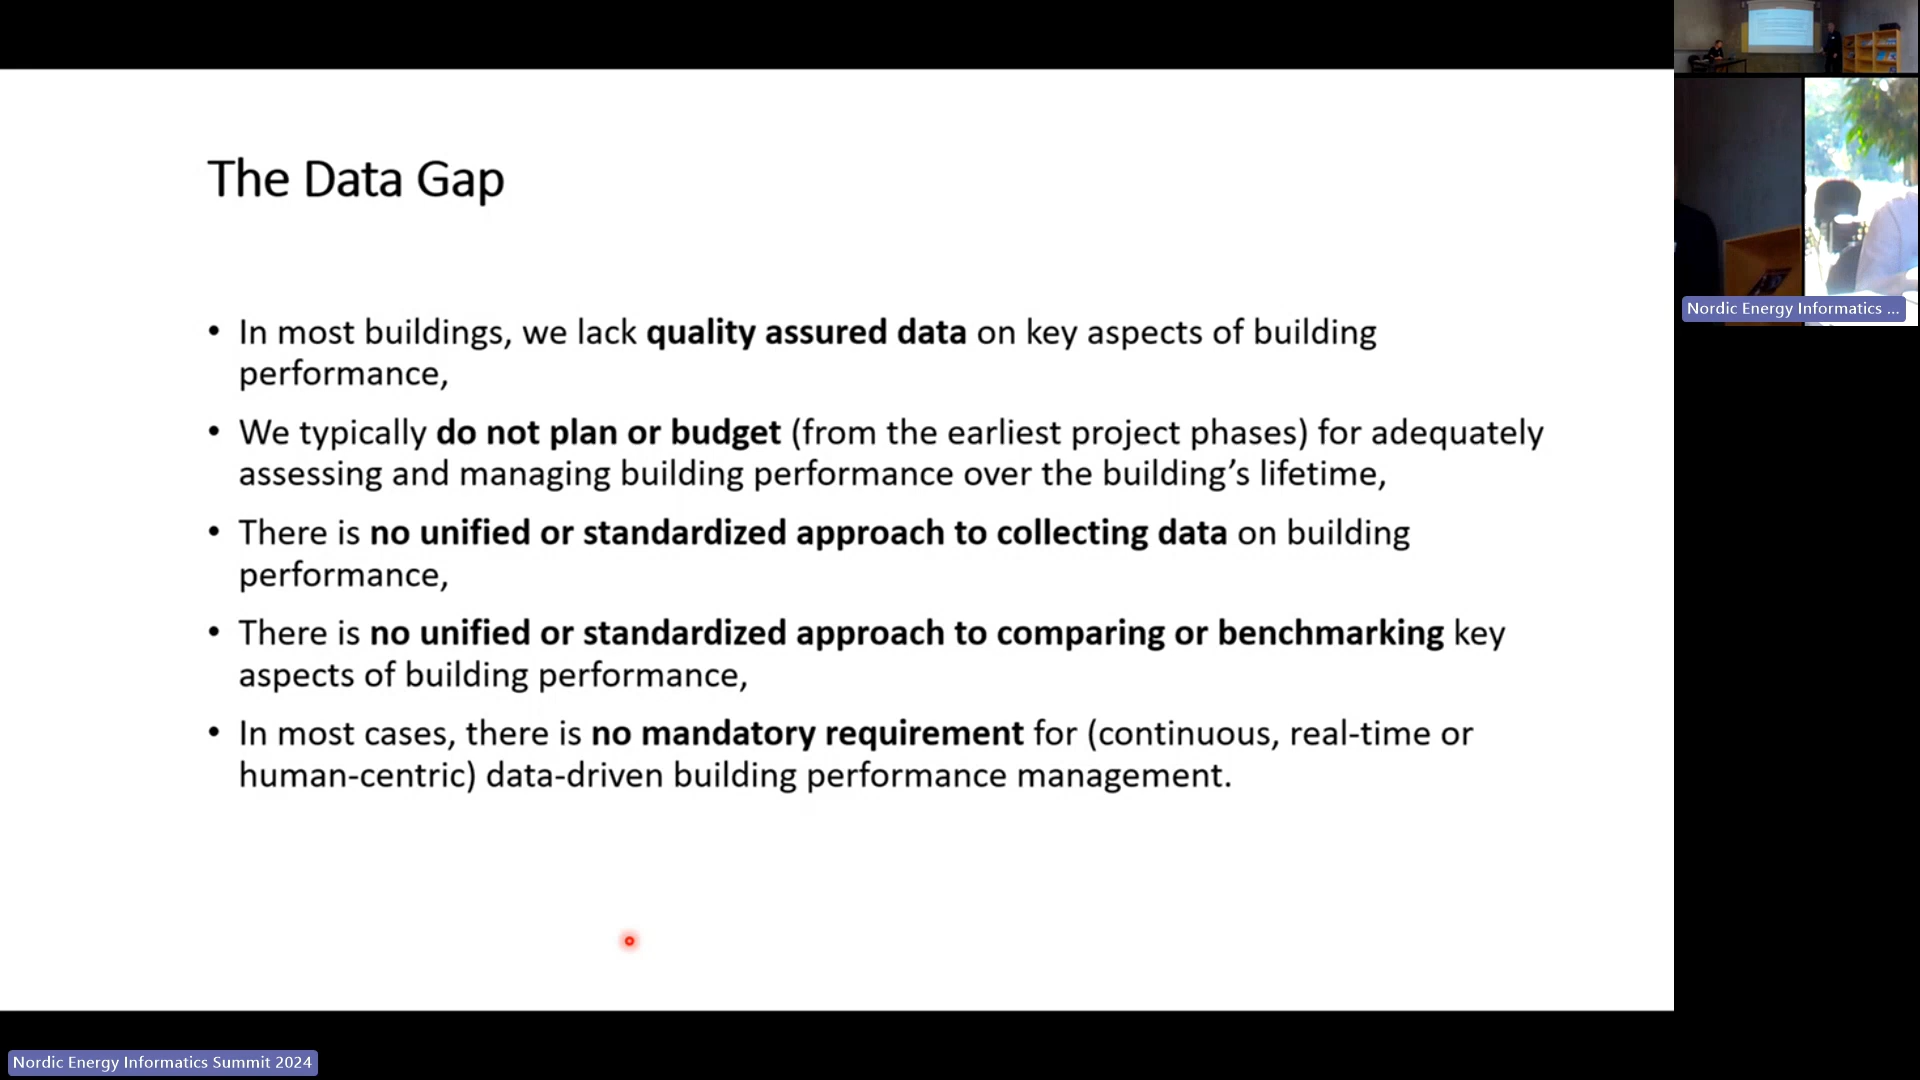 The Data Gap
• In most buildings, we lack quality assured data on key aspects of building
performance,
• We typically do not plan or budget (from the earliest project phases) for adequately
assessing and managing building performance over the building’s lifetime,
• There is no unified or standardized approach to collecting data on building
performance,
• There is no unified or standardized approach to comparing or benchmarking key
aspects of building performance,
• In most cases, there is no mandatory requirement for (continuous, real-time or
human-centric) data-driven building performance management.
Nordic Energy Informatics ...
Nordic Energy Informatics Summit 2024